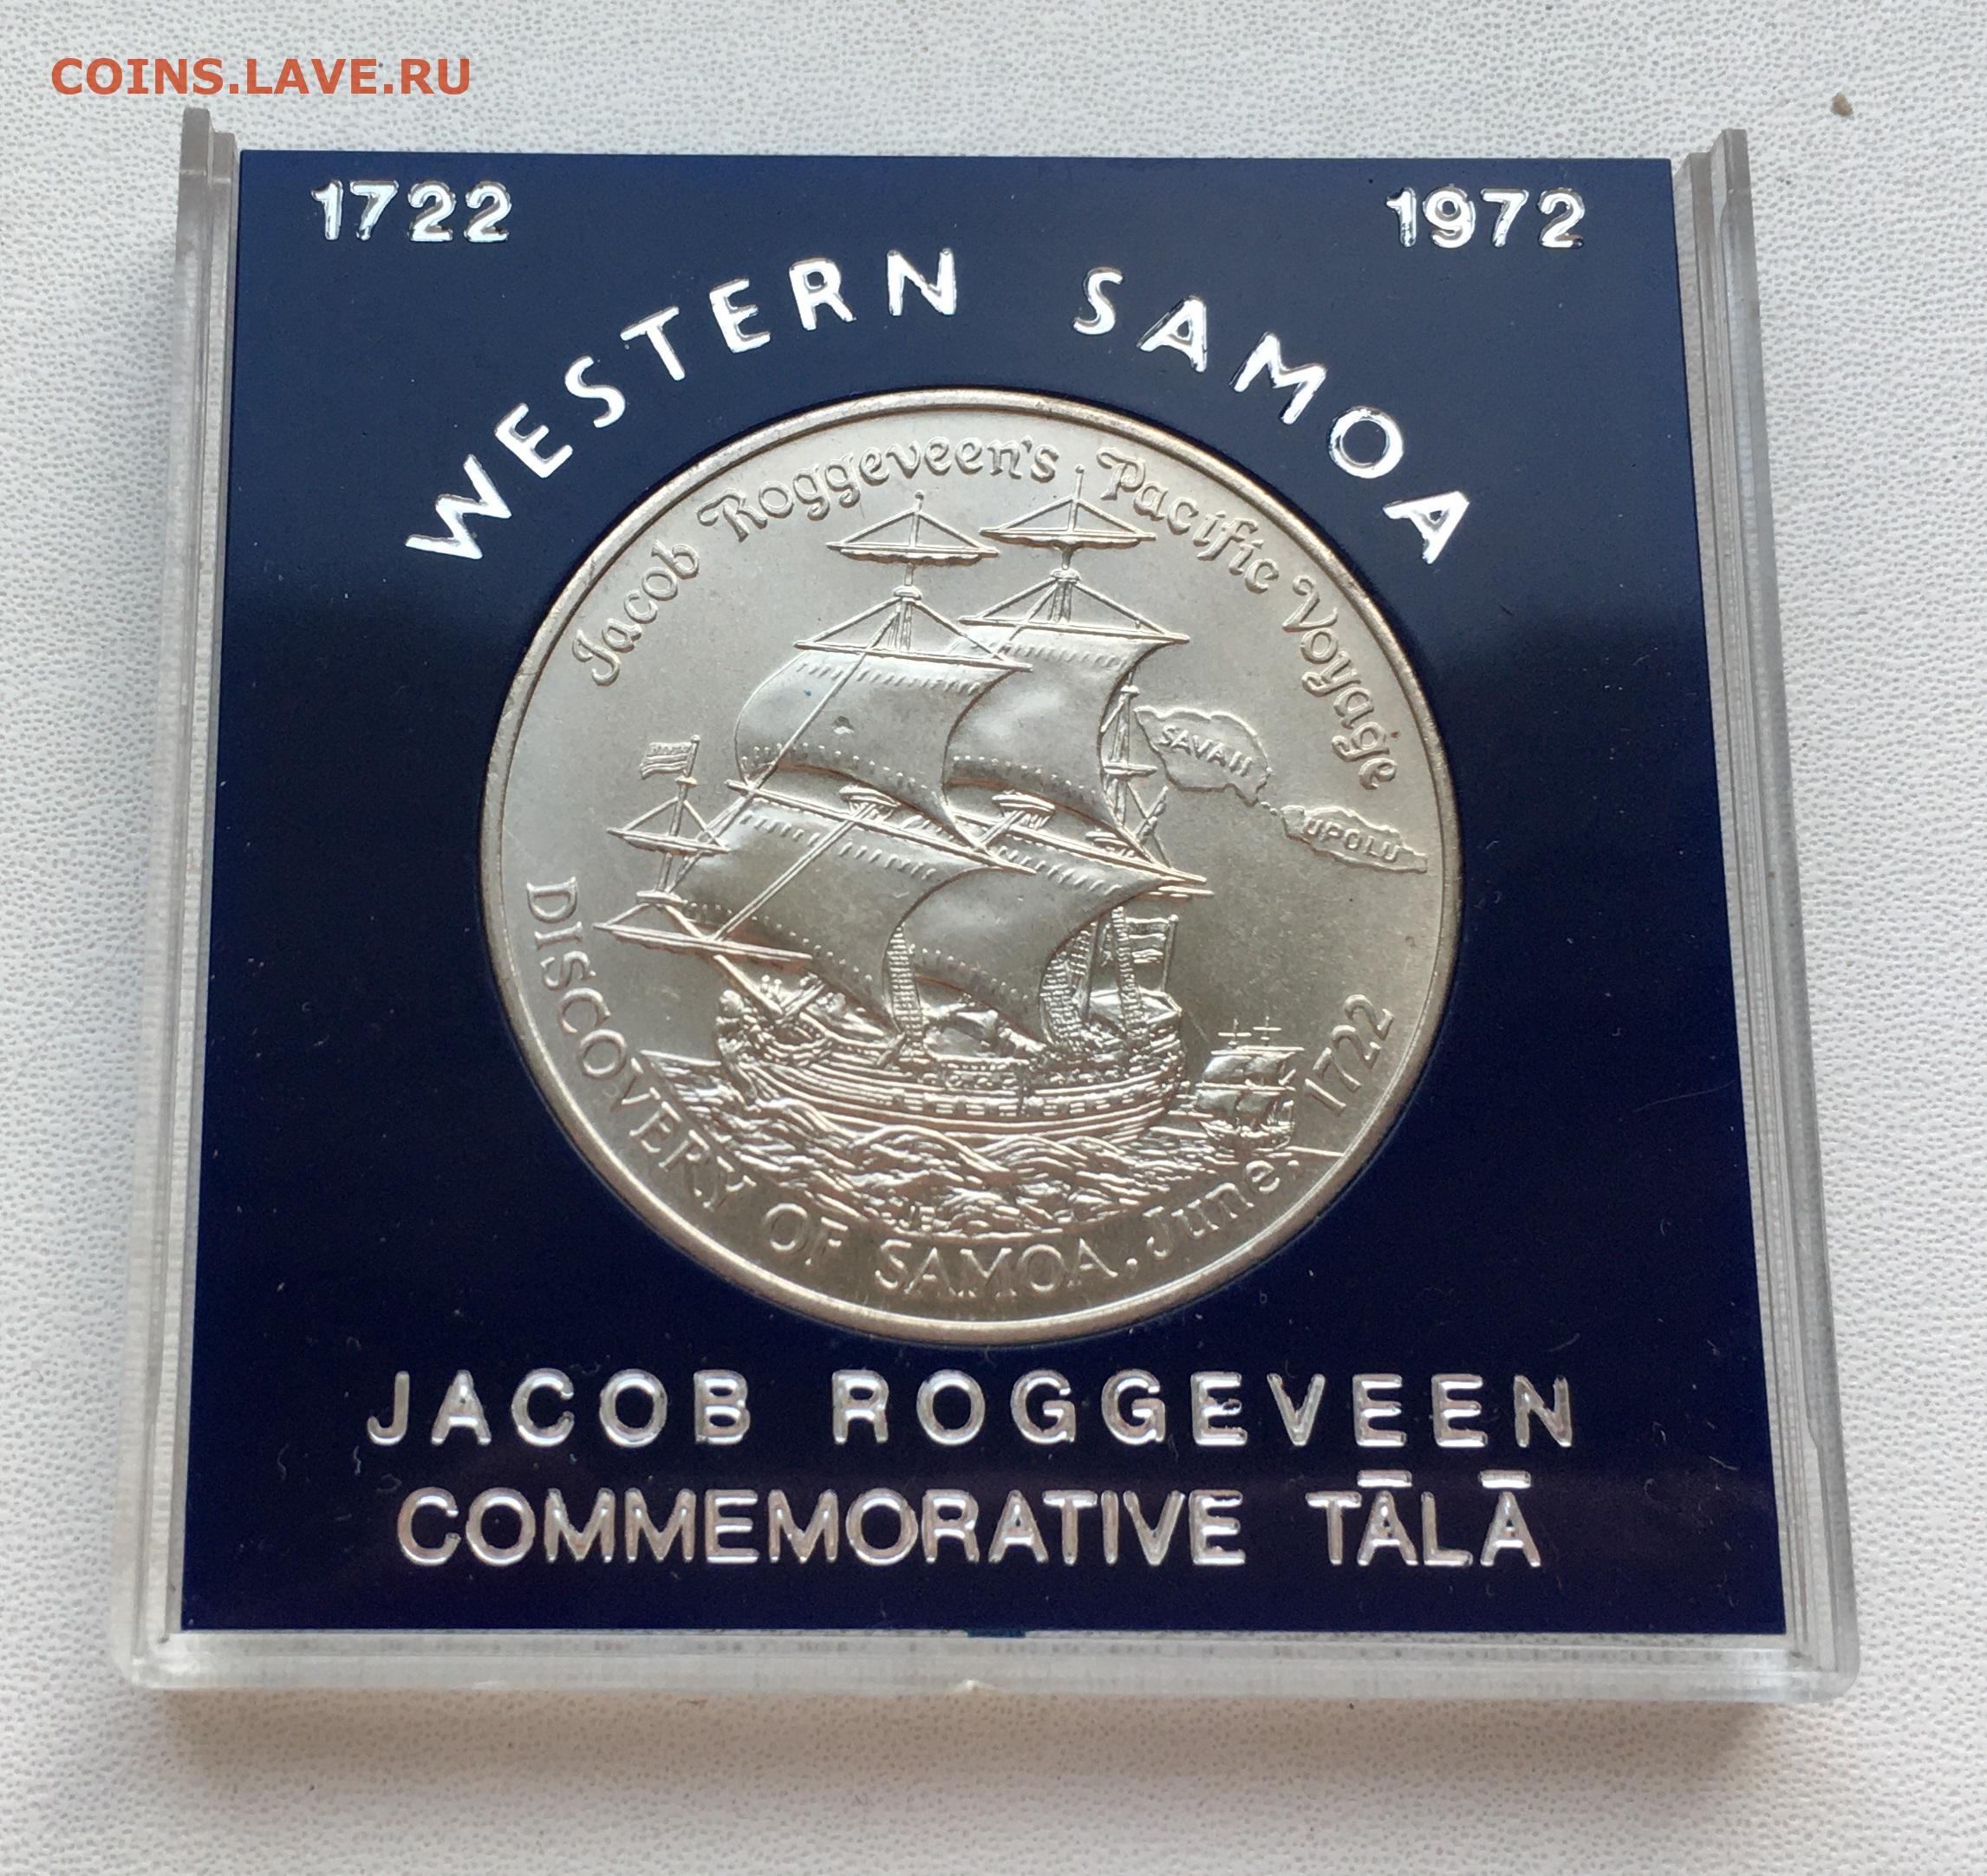 COINS.LAVE.RU
1722 1972
WESTERN SAMOA
Jacob Roggeveen's Pacific Voyage
SAVAII
UPOLU
DISCOVERY OF SAMOA. June, 1722
JACOB ROGGEVEEN
COMMEMORATIVE TĀLĀ